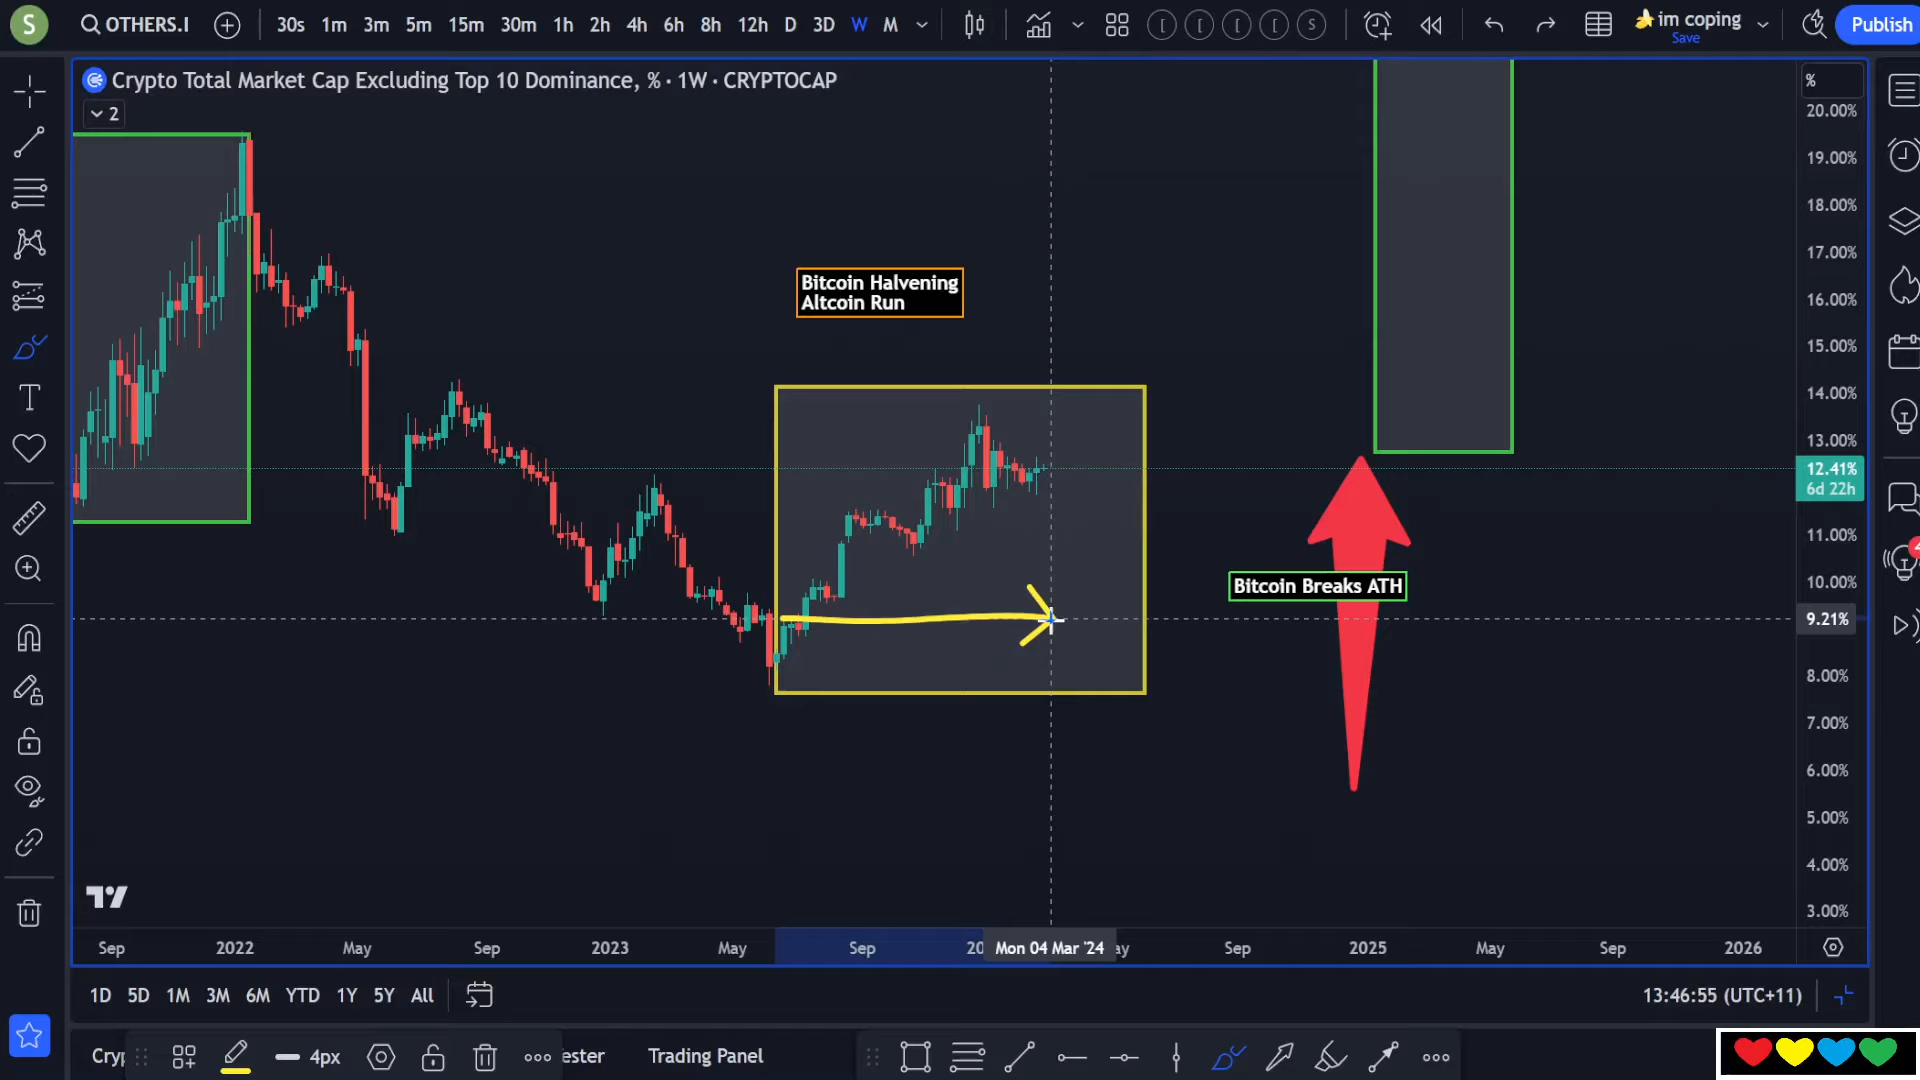 S
OTHERS.I
30s 1m 3m 5m 15m 30m 1h 2h 4h 6h 8h 12h D 3D W M
S
im coping
Save
Publish
Crypto Total Market Cap Excluding Top 10 Dominance, % · 1W · CRYPTOCAP
2
%
20.00%
19.00%
18.00%
17.00%
16.00%
15.00%
14.00%
13.00%
12.41%
6d 22h
11.00%
10.00%
9.21%
8.00%
7.00%
6.00%
5.00%
4.00%
3.00%
Bitcoin Halvening
Altcoin Run
Bitcoin Breaks ATH
Sep 2022 May Sep 2023 May Sep 20 Mon 04 Mar '24 ay Sep 2025 May Sep 2026
1D 5D 1M 3M 6M YTD 1Y 5Y All
13:46:55 (UTC+11)
Cryp
4px
ester
Trading Panel